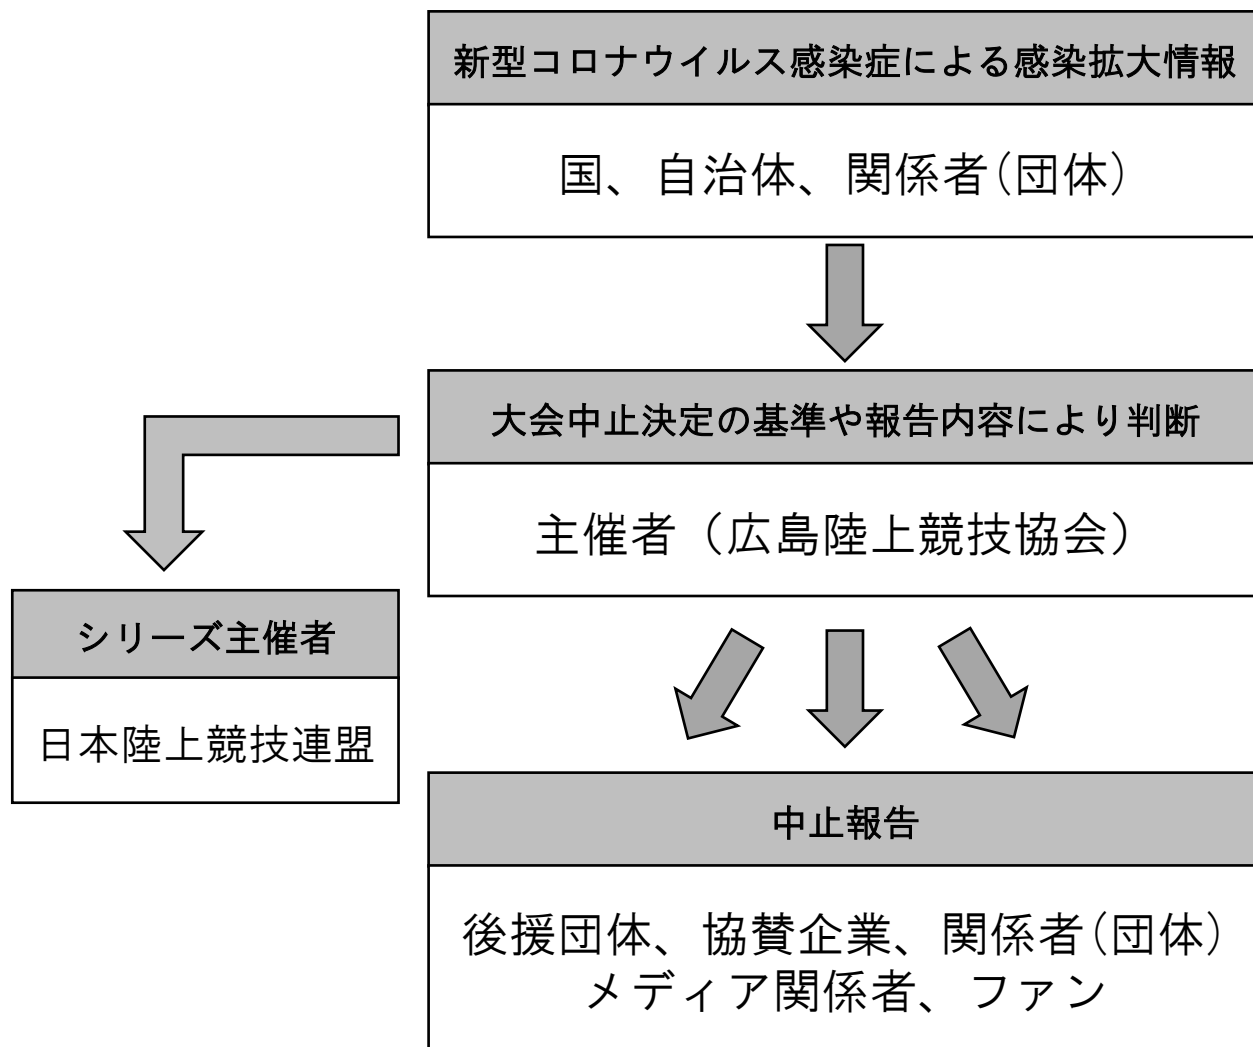 新型コロナウイルス感染症による感染拡大情報
国、自治体、関係者(団体)
大会中止決定の基準や報告内容により判断
主催者（広島陸上競技協会）
シリーズ主催者
日本陸上競技連盟
中止報告
後援団体、協賛企業、関係者(団体)
メディア関係者、ファン